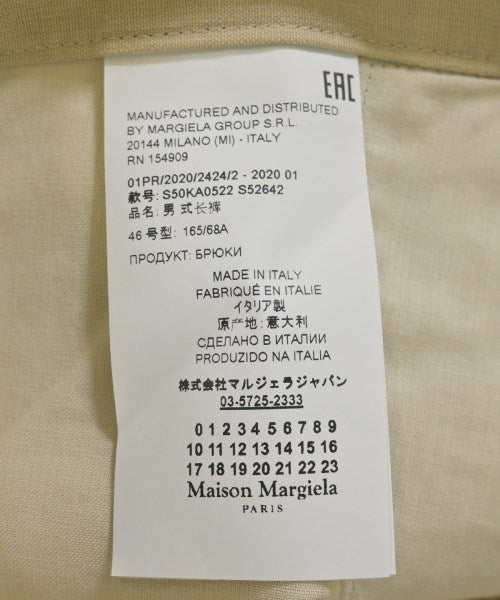 EAC
MANUFACTURED AND DISTRIBUTED
BY MARGIELA GROUP S.R.L.
20144 MILANO (MI) - ITALY
RN 154909
01PR/2020/2424/2 - 2020 01
款号: S50KA0522 S52642
品名: 男式长裤
46 号型: 165/68A
ПРОДУКТ: БРЮКИ
MADE IN ITALY
FABRIQUÉ EN ITALIE
イタリア製
原产地: 意大利
СДЕЛАНО В ИТАЛИИ
PRODUZIDO NA ITALIA
株式会社マルジェラジャパン
03-5725-2333
0 1 2 3 4 5 6 7 8 9
10 11 12 13 14 15 16
17 18 19 20 21 22 23
Maison Margiela
PARIS